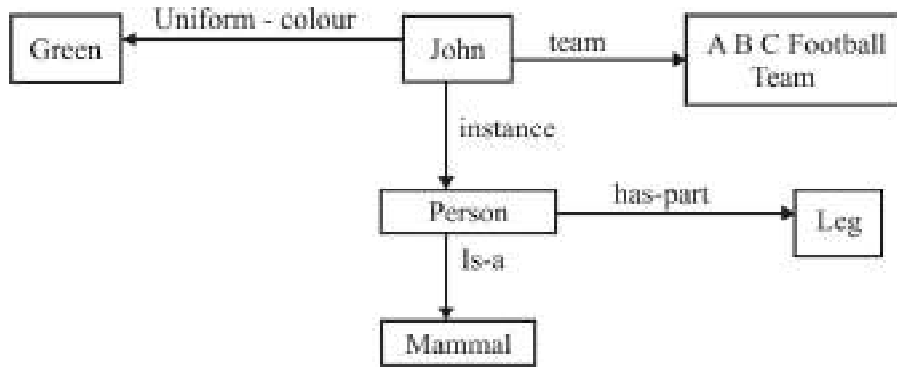 Uniform - colour
Green
John
team
A B C Football
Team
instance
Person
has-part
Leg
Is-a
Mammal